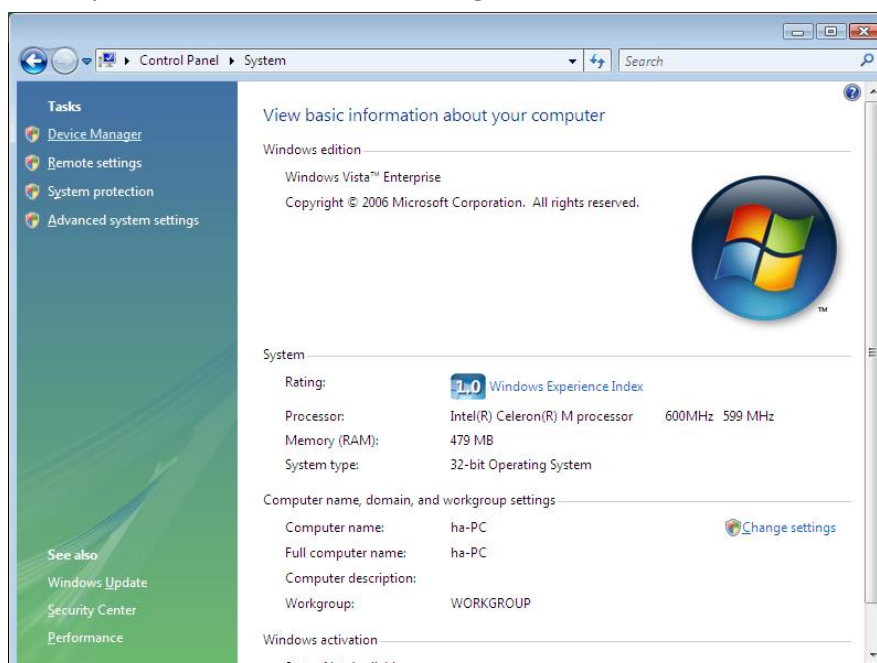 Control Panel ▸ System
Search
Tasks
Device Manager
Remote settings
System protection
Advanced system settings
See also
Windows Update
Security Center
Performance
View basic information about your computer
Windows edition
Windows Vista™ Enterprise
Copyright © 2006 Microsoft Corporation. All rights reserved.
TM
System
Rating: 1.0 Windows Experience Index
Processor: Intel(R) Celeron(R) M processor 600MHz 599 MHz
Memory (RAM): 479 MB
System type: 32-bit Operating System
Computer name, domain, and workgroup settings
Computer name: ha-PC Change settings
Full computer name: ha-PC
Computer description:
Workgroup: WORKGROUP
Windows activation